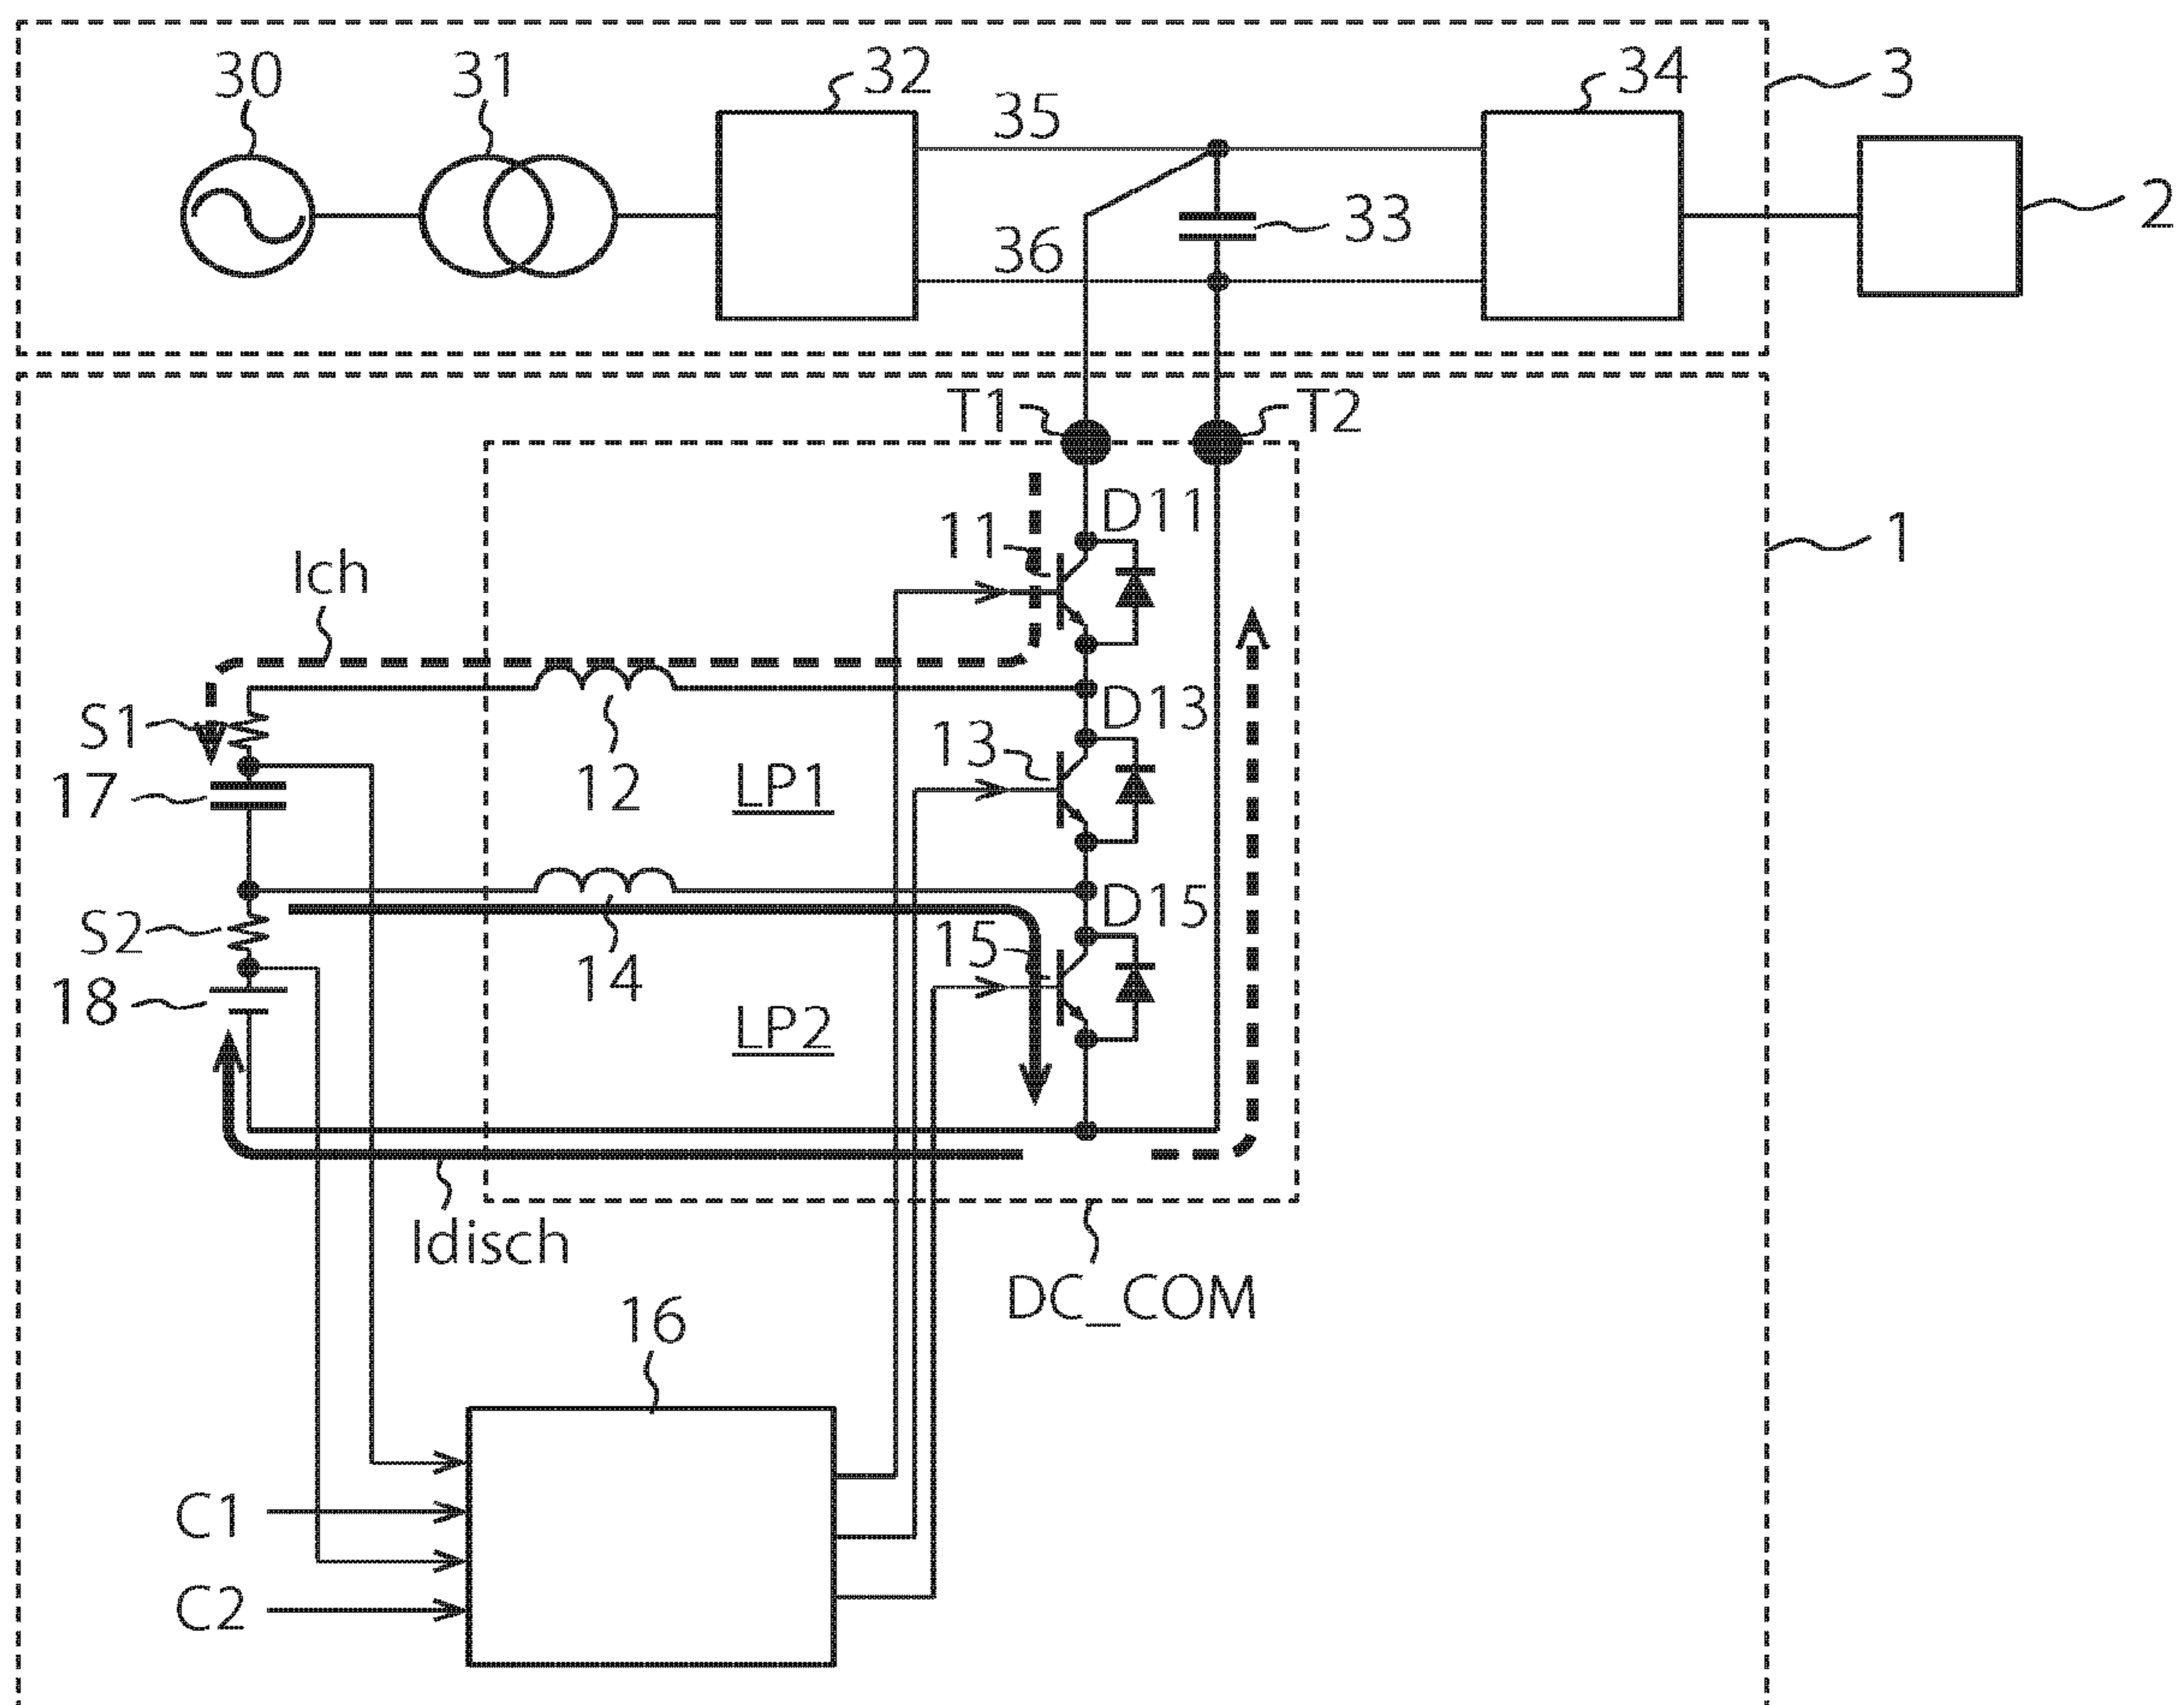 30 31 32 34 3
35
2
33
36
T1 T2
D11
11
1
Ich
D13
S1
13
17 12 LP1
D15
S2
15
18 14
LP2
Idisch
DC_COM
16
C1
C2